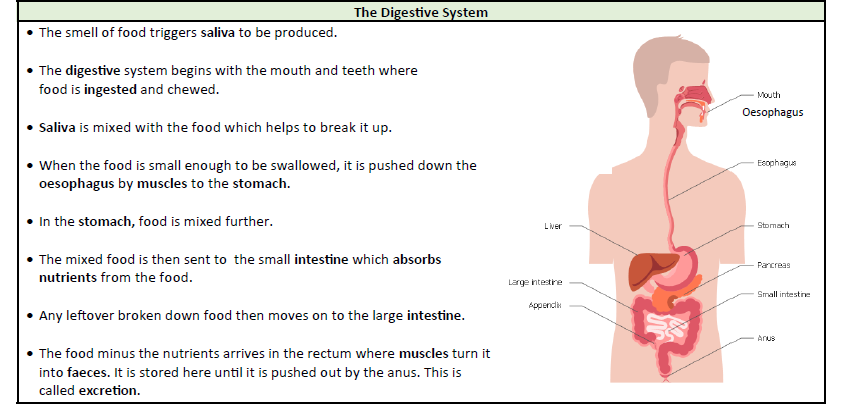 The Digestive System
• The smell of food triggers saliva to be produced.
• The digestive system begins with the mouth and teeth where
food is ingested and chewed.
• Saliva is mixed with the food which helps to break it up.
• When the food is small enough to be swallowed, it is pushed down the
oesophagus by muscles to the stomach.
• In the stomach, food is mixed further.
• The mixed food is then sent to the small intestine which absorbs
nutrients from the food.
• Any leftover broken down food then moves on to the large intestine.
• The food minus the nutrients arrives in the rectum where muscles turn it
into faeces. It is stored here until it is pushed out by the anus. This is
called excretion.
Mouth
Oesophagus
Esophagus
Liver
Stomach
Pancreas
Large intestine
Small intestine
Appendix
Anus